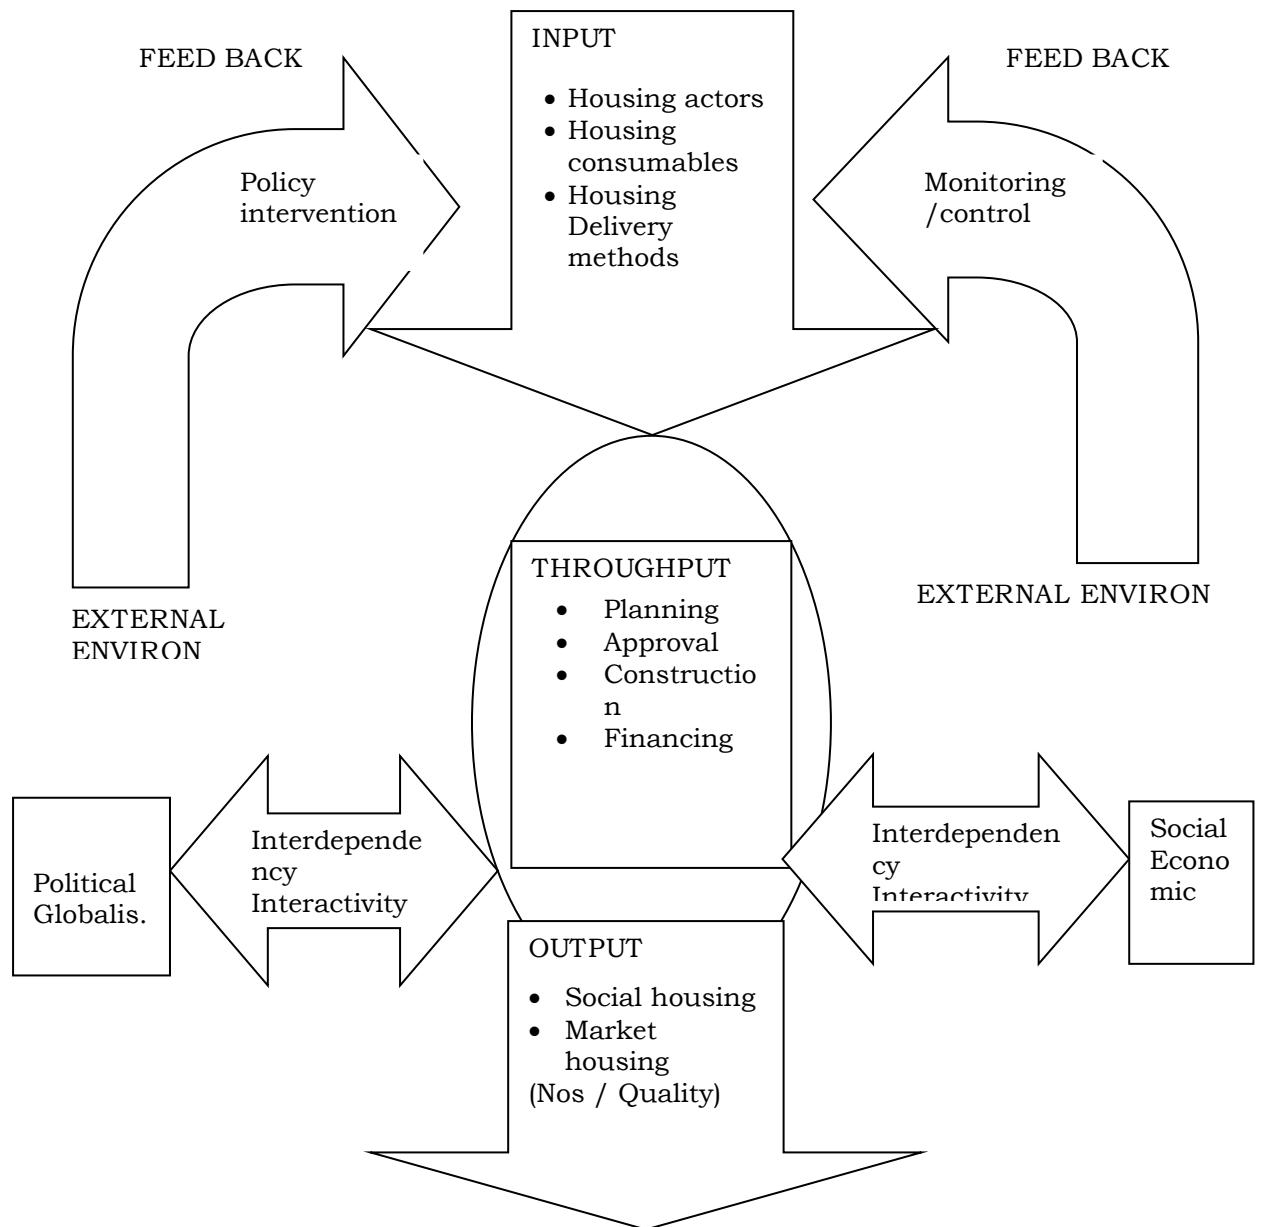 FEED BACK
INPUT
• Housing actors
• Housing
consumables
• Housing
Delivery
methods
FEED BACK
Policy
intervention
Monitoring
/control
THROUGHPUT
• Planning
• Approval
• Constructio
n
• Financing
EXTERNAL
ENVIRON
EXTERNAL ENVIRON
Political
Globalis.
Interdepende
ncy
Interactivity
Interdependen
cy
Interactivity
Social
Econo
mic
OUTPUT
• Social housing
• Market
housing
(Nos / Quality)